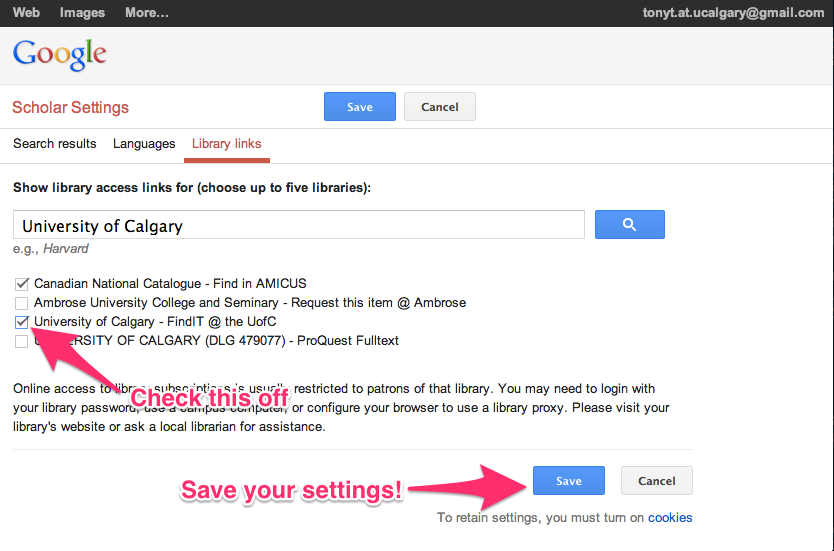 Web Images More... tonyt.at.ucalgary@gmail.com
Google
Scholar Settings Save Cancel
Search results Languages Library links
Show library access links for (choose up to five libraries):
University of Calgary
e.g., Harvard
Canadian National Catalogue - Find in AMICUS
Ambrose University College and Seminary - Request this item @ Ambrose
University of Calgary - FindIT @ the UofC
UNIVERSITY OF CALGARY (DLG 479077) - ProQuest Fulltext
Check this off
Online access to library subscriptions is usually restricted to patrons of that library. You may need to login with
your library password, use a campus computer, or configure your browser to use a library proxy. Please visit your
library's website or ask a local librarian for assistance.
Save your settings! Save Cancel
To retain settings, you must turn on cookies